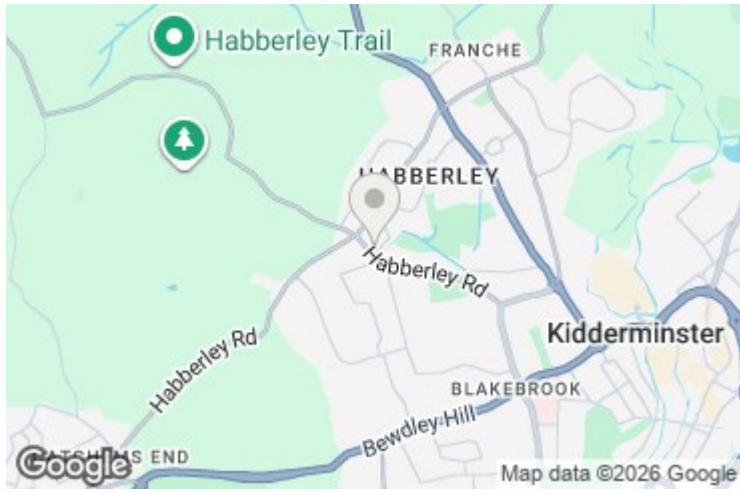 Habberley Trail
FRANCHE
HABBERLEY
Habberley Rd
Kidderminster
Habberley Rd
BLAKEBROOK
Bewdley Hill
END
Google
Map data ©2026 Google